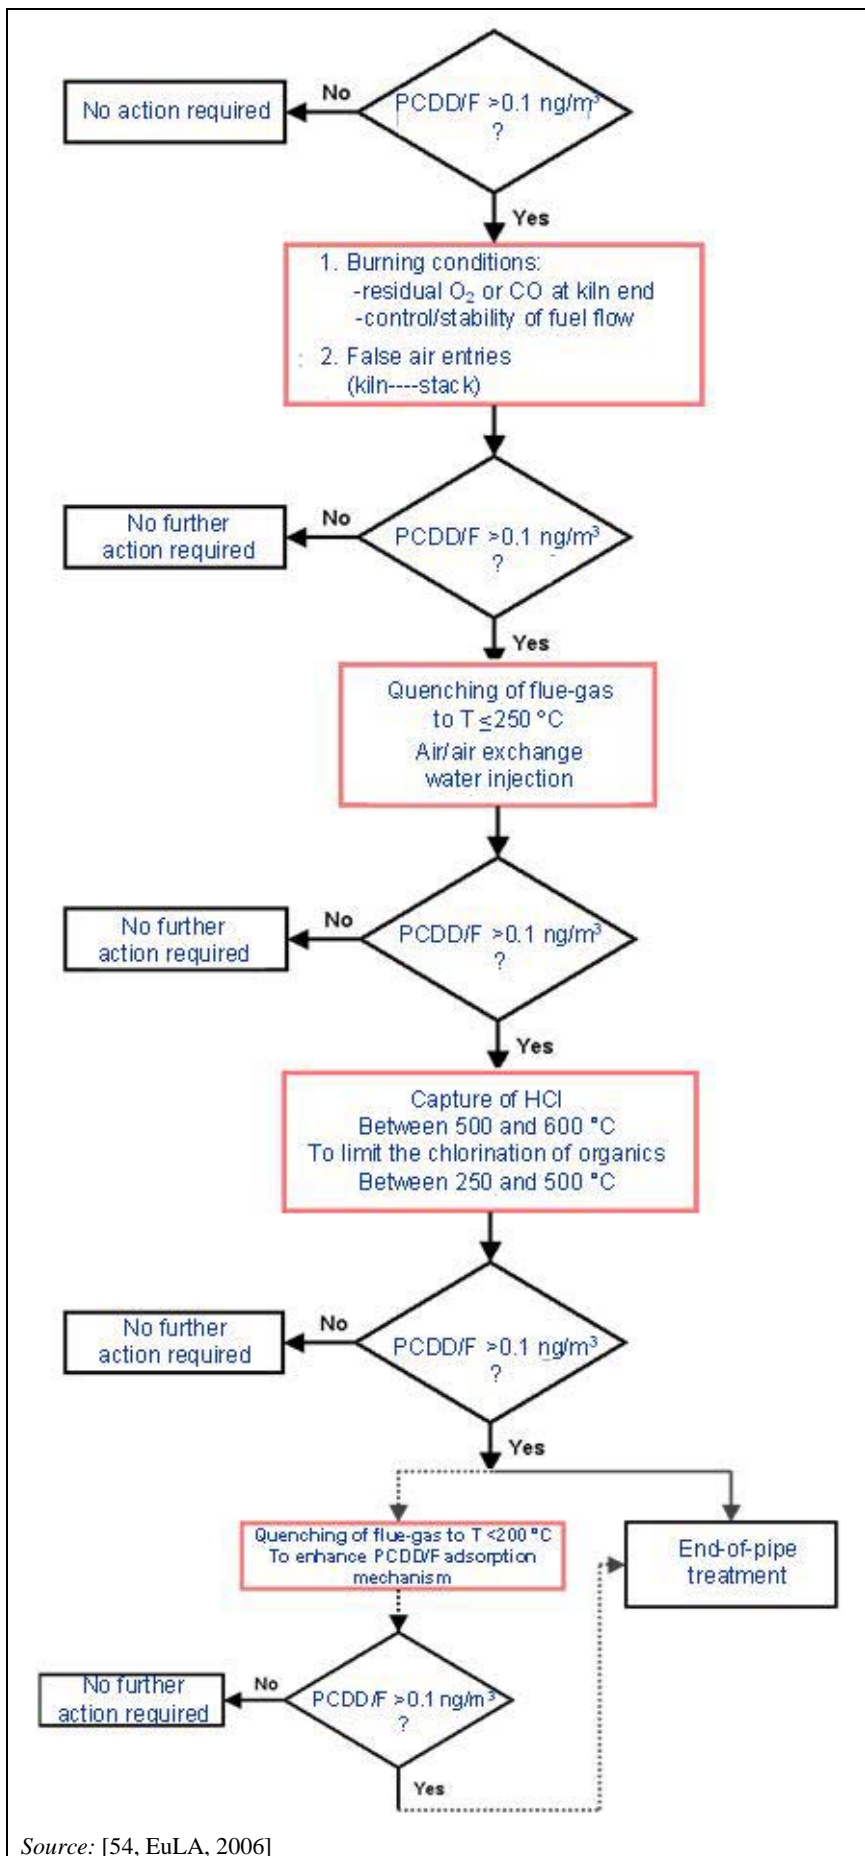 PCDD/F >0.1 ng/m³
?
No
No action required
Yes
1. Burning conditions:
-residual O₂ or CO at kiln end
-control/stability of fuel flow
: 2. False air entries
(kiln----stack)
PCDD/F >0.1 ng/m³
?
No
No further
action required
Yes
Quenching of flue-gas
to T ≤250 °C
Air/air exchange
water injection
PCDD/F >0.1 ng/m³
?
No
No further
action required
Yes
Capture of HCl
Between 500 and 600 °C
To limit the chlorination of organics
Between 250 and 500 °C
PCDD/F >0.1 ng/m³
?
No
No further
action required
Yes
Quenching of flue-gas to T <200 °C
To enhance PCDD/F adsorption
mechanism
End-of-pipe
treatment
PCDD/F >0.1 ng/m³
?
No
No further
action required
Yes
Source: [54, EuLA, 2006]